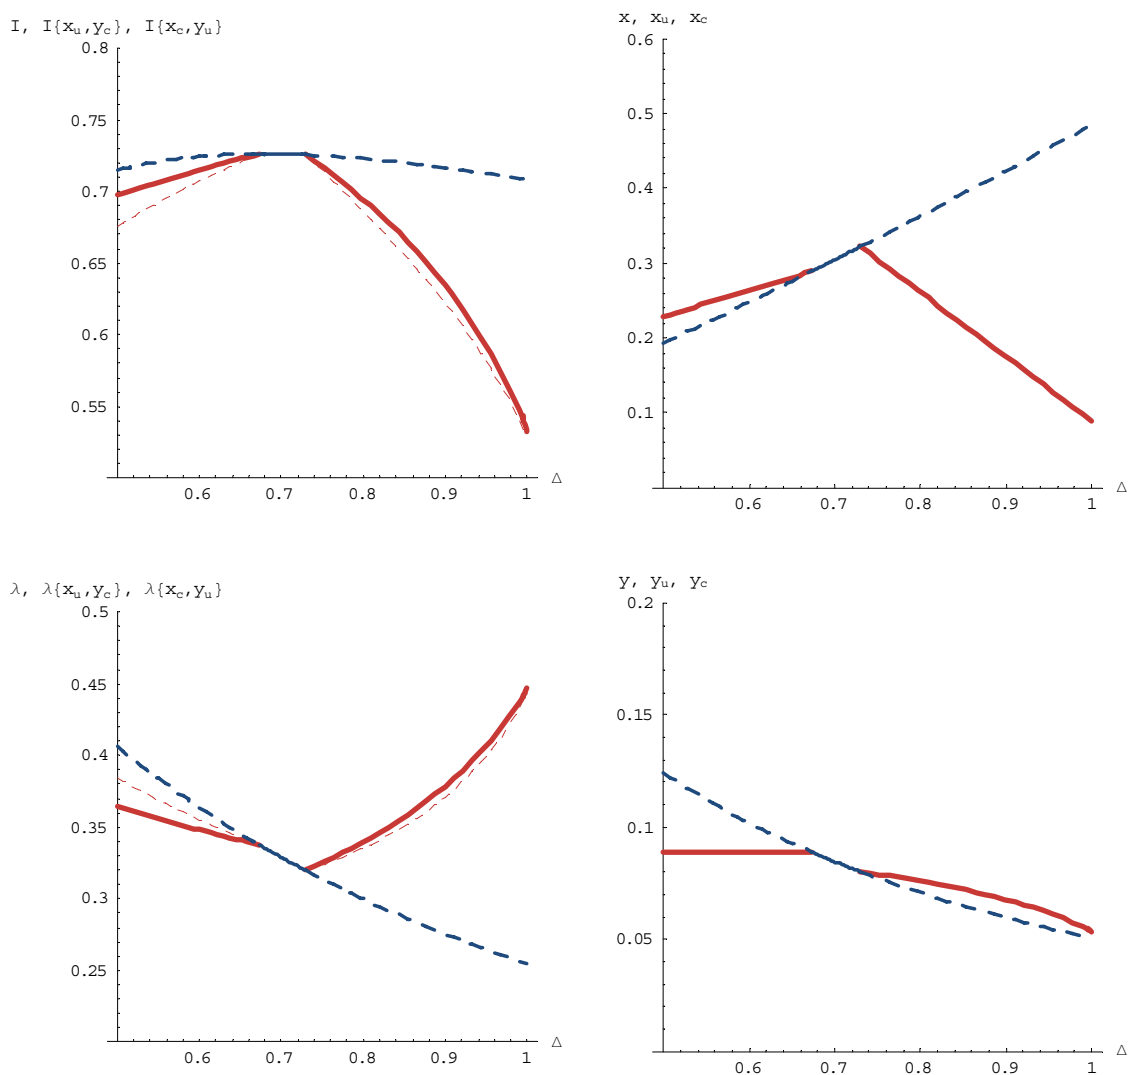 I, I{xu,yc}, I{xc,yu}
0.8
0.75
0.7
0.65
0.6
0.55
0.6 0.7 0.8 0.9 1 Δ
x, xu, xc
0.6
0.5
0.4
0.3
0.2
0.1
0.6 0.7 0.8 0.9 1 Δ
λ, λ{xu,yc}, λ{xc,yu}
0.5
0.45
0.4
0.35
0.3
0.25
0.6 0.7 0.8 0.9 1 Δ
y, yu, yc
0.2
0.15
0.1
0.05
0.6 0.7 0.8 0.9 1 Δ